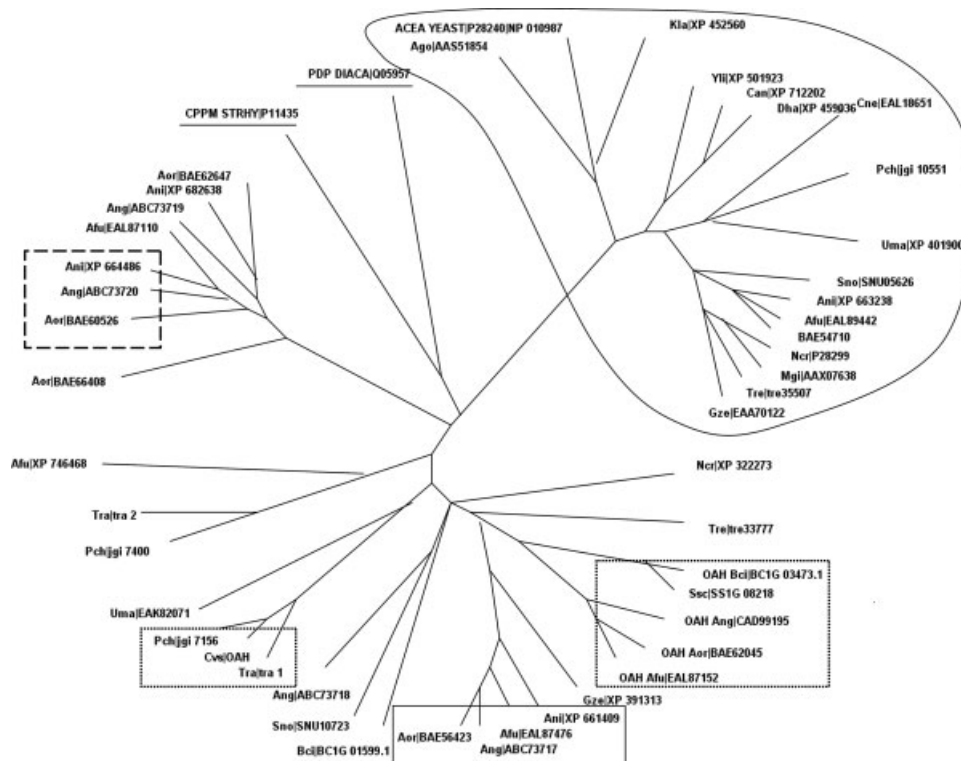 ACEA YEAST|P28240|NP 010987
Kla|XP 452560
Ago|AAS51854
PDP DIACA|Q05957
Yli|XP 501923
Can|XP 712202
Dha|XP 459036
Cne|EAL18651
CPPM STRHY|P11435
Pch|jgi 10551
Aor|BAE62647
Ani|XP 682638
Ang|ABC73719
Afu|EAL87110
Uma|XP 401900
Ani|XP 664486
Ang|ABC73720
Aor|BAE60526
Sno|SNU05626
Ani|XP 663238
Afu|EAL89442
BAE54710
Ncr|P28299
Mgi|AAX07638
Tre|tre35507
Gze|EAA70122
Aor|BAE66408
Afu|XP 746468
Ncr|XP 322273
Tra|tra 2
Tre|tre33777
Pch|jgi 7400
OAH Bci|BC1G 03473.1
Ssc|SS1G 08218
Uma|EAK82071
OAH Ang|CAD99195
Pch|jgi 7156
Cvs|OAH
Tra|tra 1
OAH Aor|BAE62045
OAH Afu|EAL87152
Ang|ABC73718
Gze|XP 391313
Sno|SNU10723
Ani|XP 661409
Bci|BC1G 01599.1
Aor|BAE56423
Afu|EAL87476
Ang|ABC73717